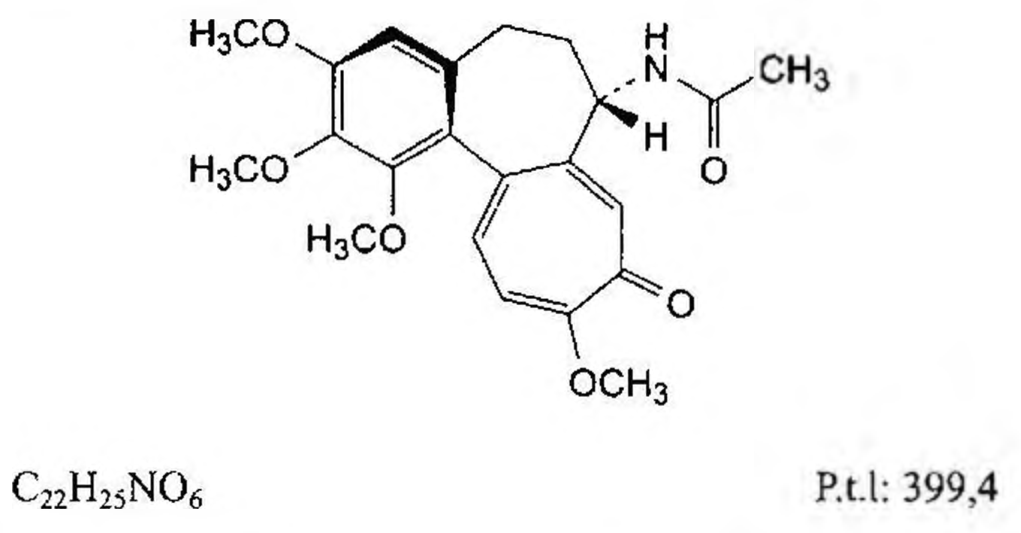 H₃CO
H
N
CH₃
H
O
H₃CO
H₃CO
O
OCH₃
C₂₂H₂₅NO₆
P.t.l: 399,4